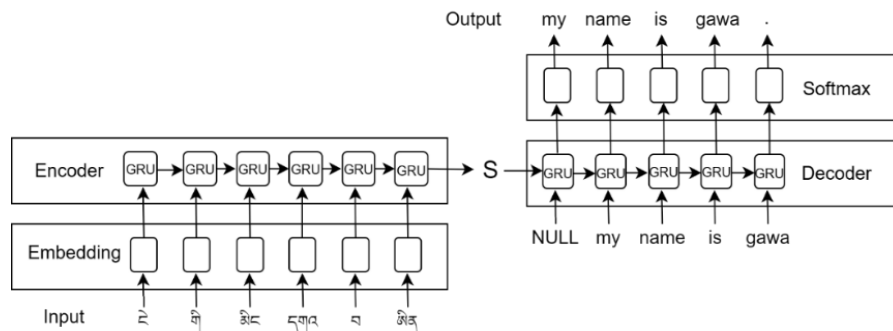 Output my name is gawa .
Softmax
Encoder GRU GRU GRU GRU GRU GRU S GRU GRU GRU GRU GRU Decoder
NULL my name is gawa
Embedding
Input ངེ་ གི མིང དགའ བ ཨིན